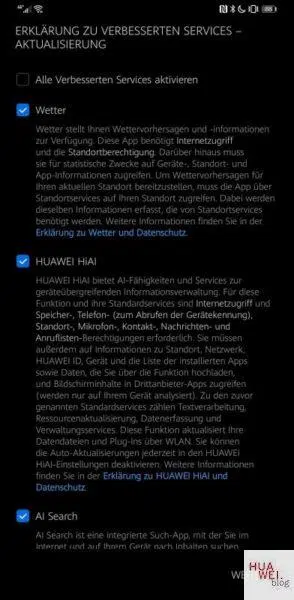 ERKLÄRUNG ZU VERBESSERTEN SERVICES –
AKTUALISIERUNG
Alle Verbesserten Services aktivieren
Wetter
Wetter stellt Ihnen Wettervorhersagen und -informationen
zur Verfügung. Diese App benötigt Internetzugriff
und die Standortberechtigung. Darüber hinaus muss
sie für statistische Zwecke auf Geräte-, Standort- und
App-Informationen zugreifen. Um Wettervorhersagen für
Ihren aktuellen Standort bereitzustellen, muss die App über
Standortservices auf Ihren Standort zugreifen. Dabei werden
dieselben Informationen erfasst, die von Standortservices
benötigt werden. Weitere Informationen finden Sie in der
Erklärung zu Wetter und Datenschutz.
HUAWEI HiAI
HUAWEI HiAI bietet AI-Fähigkeiten und Services zur
geräteübergreifenden Informationsverwaltung. Für diese
Funktion und ihre Standardservices sind Internetzugriff und
Speicher-, Telefon- (zum Abrufen der Gerätekennung),
Standort-, Mikrofon-, Kontakt-, Nachrichten- und
Anruflisten-Berechtigungen erforderlich. Sie müssen
außerdem auf Informationen zu Standort, Netzwerk,
HUAWEI ID, Gerät und die Liste der installierten Apps
sowie Daten, die Sie über die Funktion hochladen,
und Bildschirminhalte in Drittanbieter-Apps zugreifen
(werden nur auf Ihrem Gerät analysiert). Zu den zuvor
genannten Standardservices zählen Textverarbeitung,
Ressourcenaktualisierung, Datenerfassung und
Verwaltungsservices. Diese Funktion aktualisiert Ihre
Datendateien und Plug-Ins über WLAN. Sie können
die Auto-Aktualisierungen jederzeit in den HUAWEI
HiAI-Einstellungen deaktivieren. Weitere Informationen
finden Sie in der Erklärung zu HUAWEI HiAI und
Datenschutz.
AI Search
AI Search ist eine integrierte Such-App, mit der Sie im
Internet und auf Ihrem Gerät nach Inhalten suchen
HUA
WEI.
blog